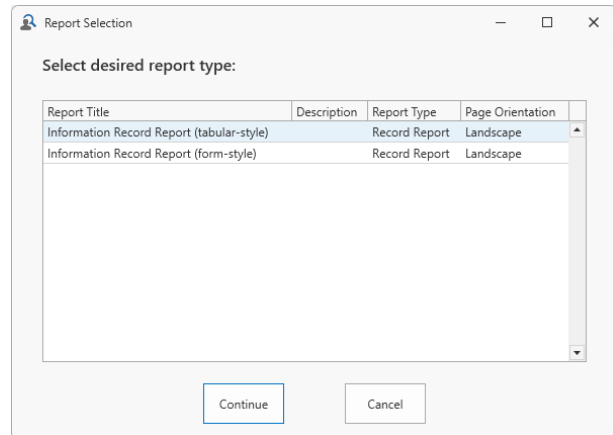 Report Selection
Select desired report type:
Report Title Description Report Type Page Orientation
Information Record Report (tabular-style) Record Report Landscape
Information Record Report (form-style) Record Report Landscape
Continue Cancel